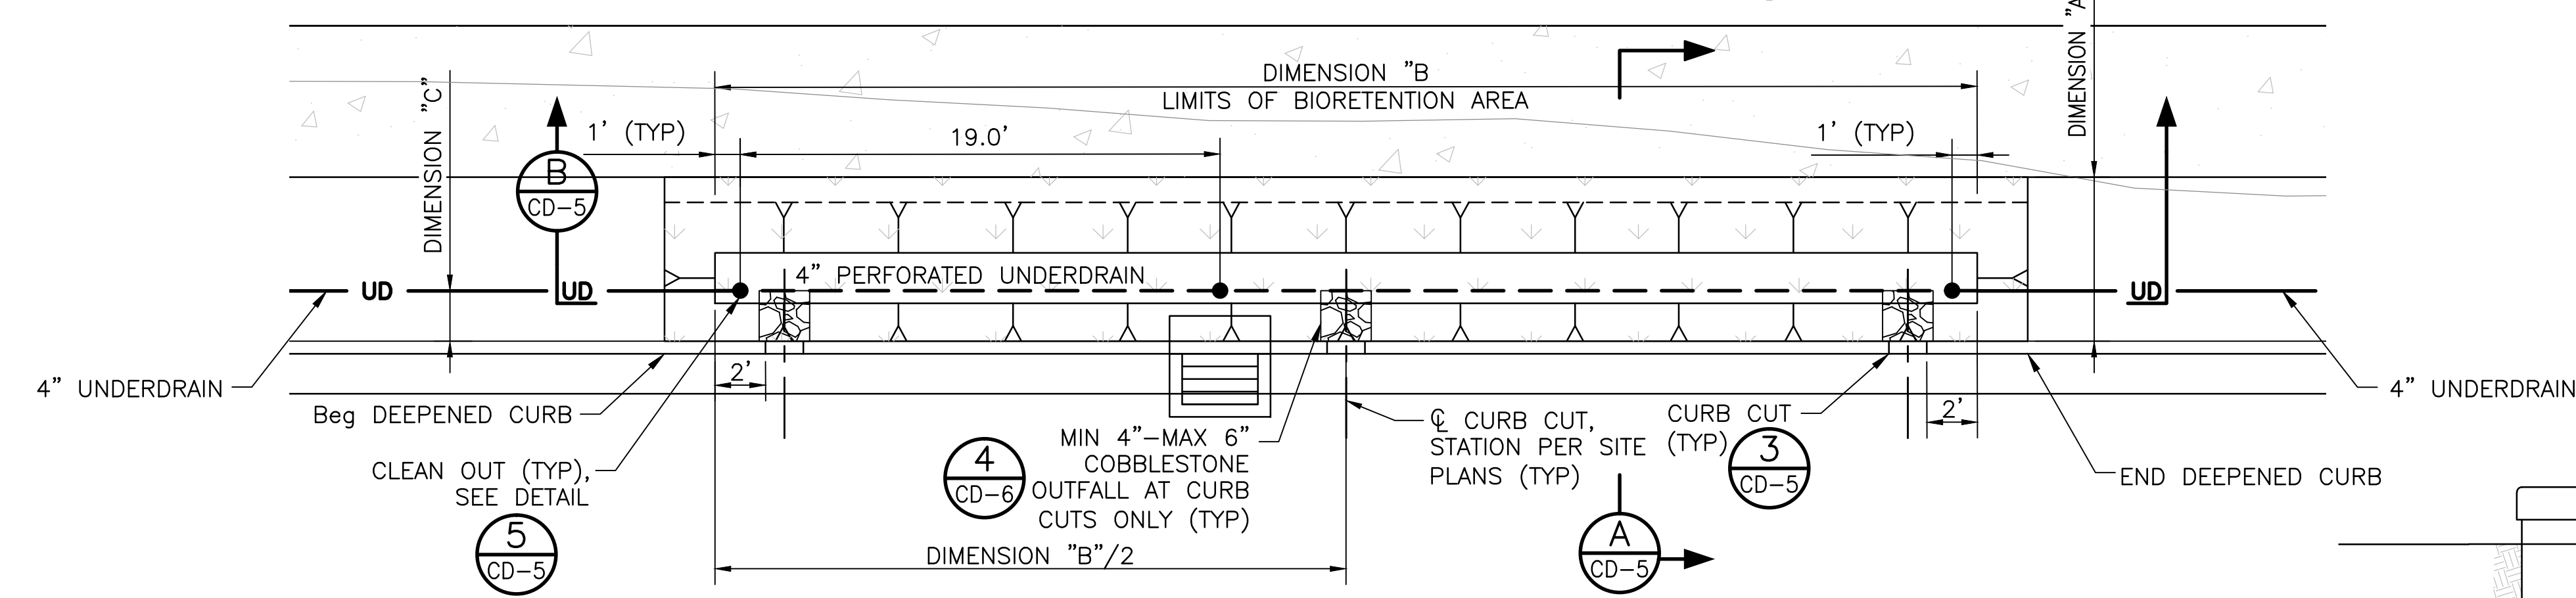 DIMENSION "A
DIMENSION "B
LIMITS OF BIORETENTION AREA
DIMENSION "C"
1' (TYP)
19.0'
1' (TYP)
B
CD-5
4" PERFORATED UNDERDRAIN
UD
UD
UD
4" UNDERDRAIN
4" UNDERDRAIN
2'
2'
Beg DEEPENED CURB
CLEAN OUT (TYP),
SEE DETAIL
5
CD-5
4
CD-6
MIN 4"-MAX 6"
COBBLESTONE
OUTFALL AT CURB
CUTS ONLY (TYP)
℄ CURB CUT,
STATION PER SITE
PLANS (TYP)
CURB CUT
(TYP)
3
CD-5
END DEEPENED CURB
A
CD-5
DIMENSION "B"/2